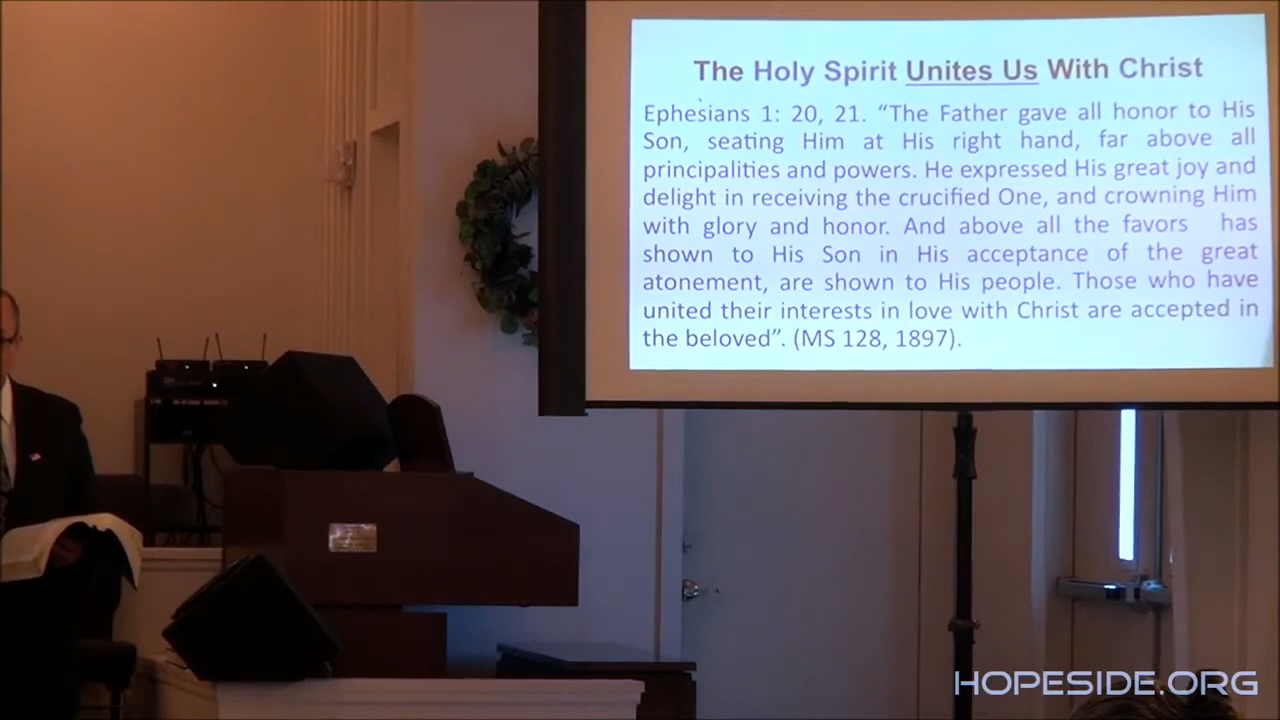 The Holy Spirit Unites Us With Christ
Ephesians 1: 20, 21. “The Father gave all honor to His
Son, seating Him at His right hand, far above all
principalities and powers. He expressed His great joy and
delight in receiving the crucified One, and crowning Him
with glory and honor. And above all the favors has
shown to His Son in His acceptance of the great
atonement, are shown to His people. Those who have
united their interests in love with Christ are accepted in
the beloved”. (MS 128, 1897).
HOPESIDE.ORG